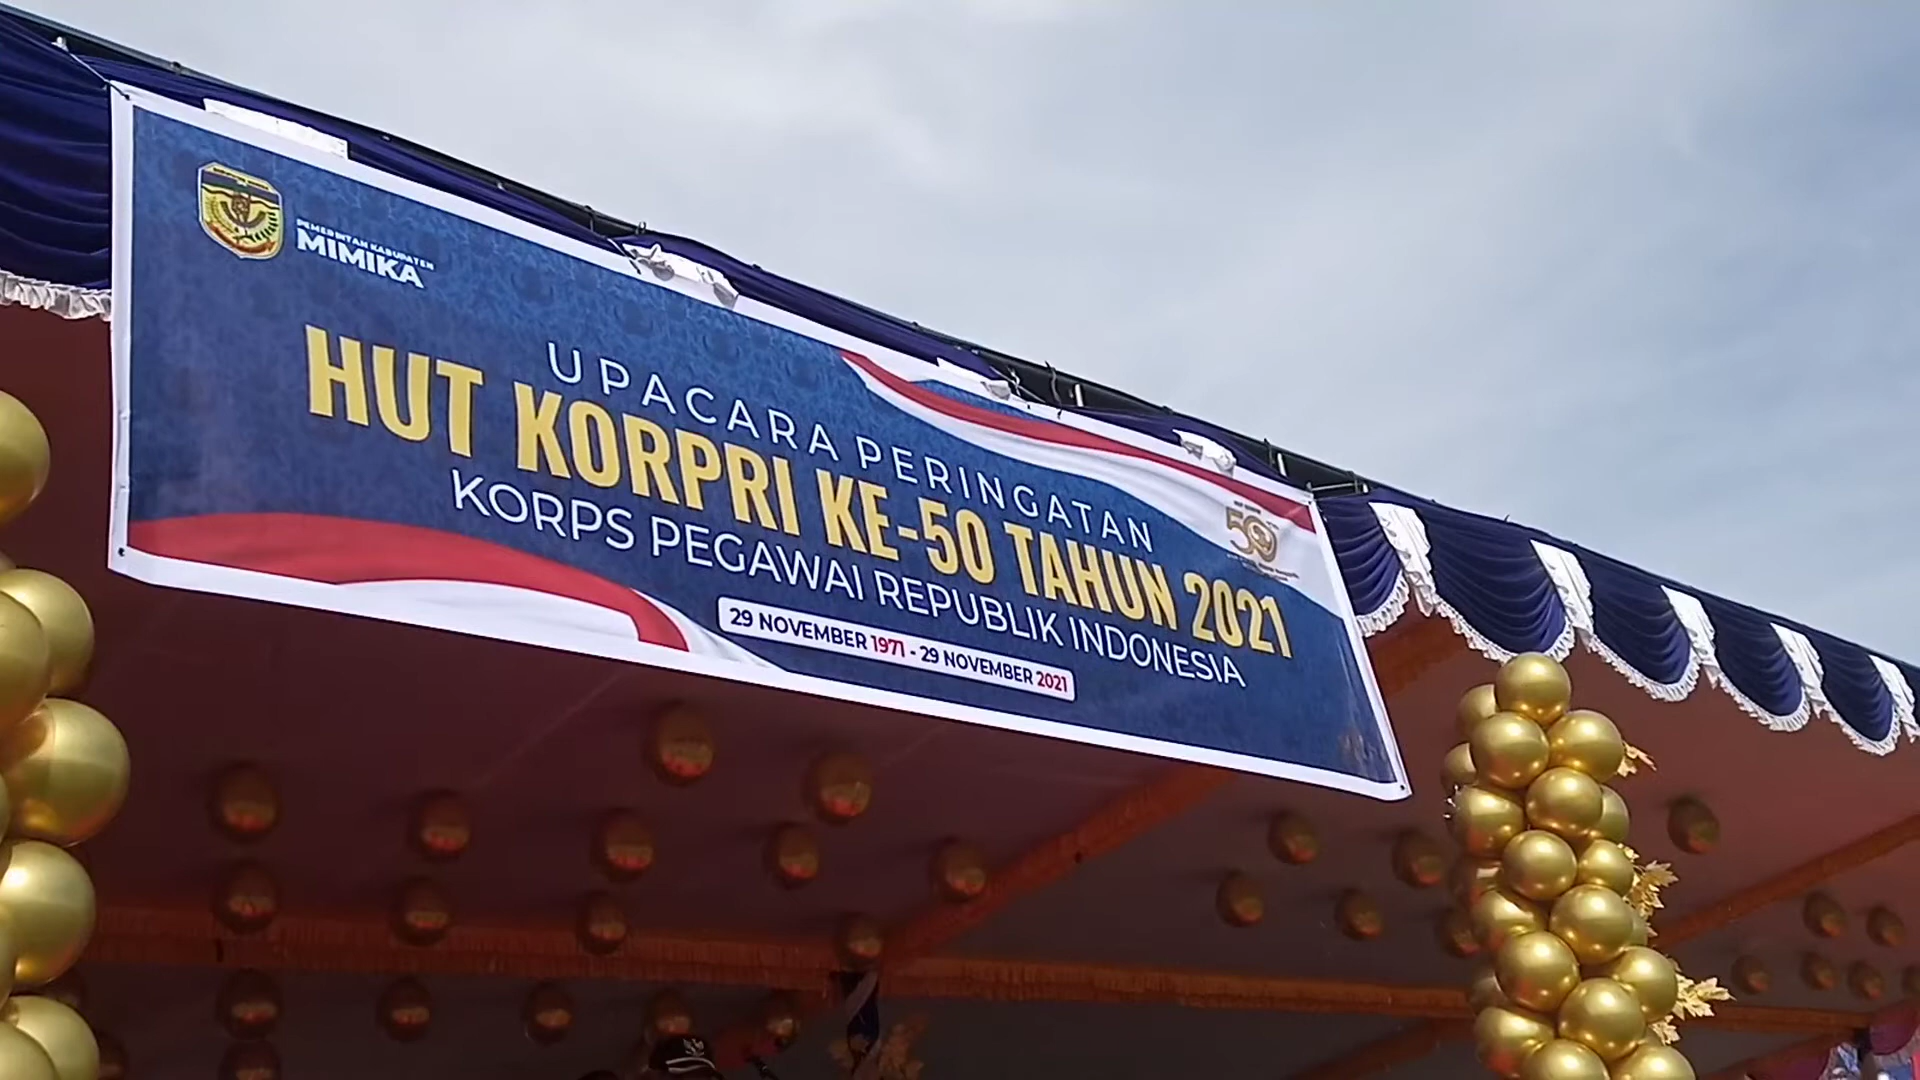 PEMERINTAH KABUPATEN
MIMIKA
UPACARA PERINGATAN
HUT KORPRI KE-50 TAHUN 2021
KORPS PEGAWAI REPUBLIK INDONESIA
29 NOVEMBER 1971 - 29 NOVEMBER 2021
50